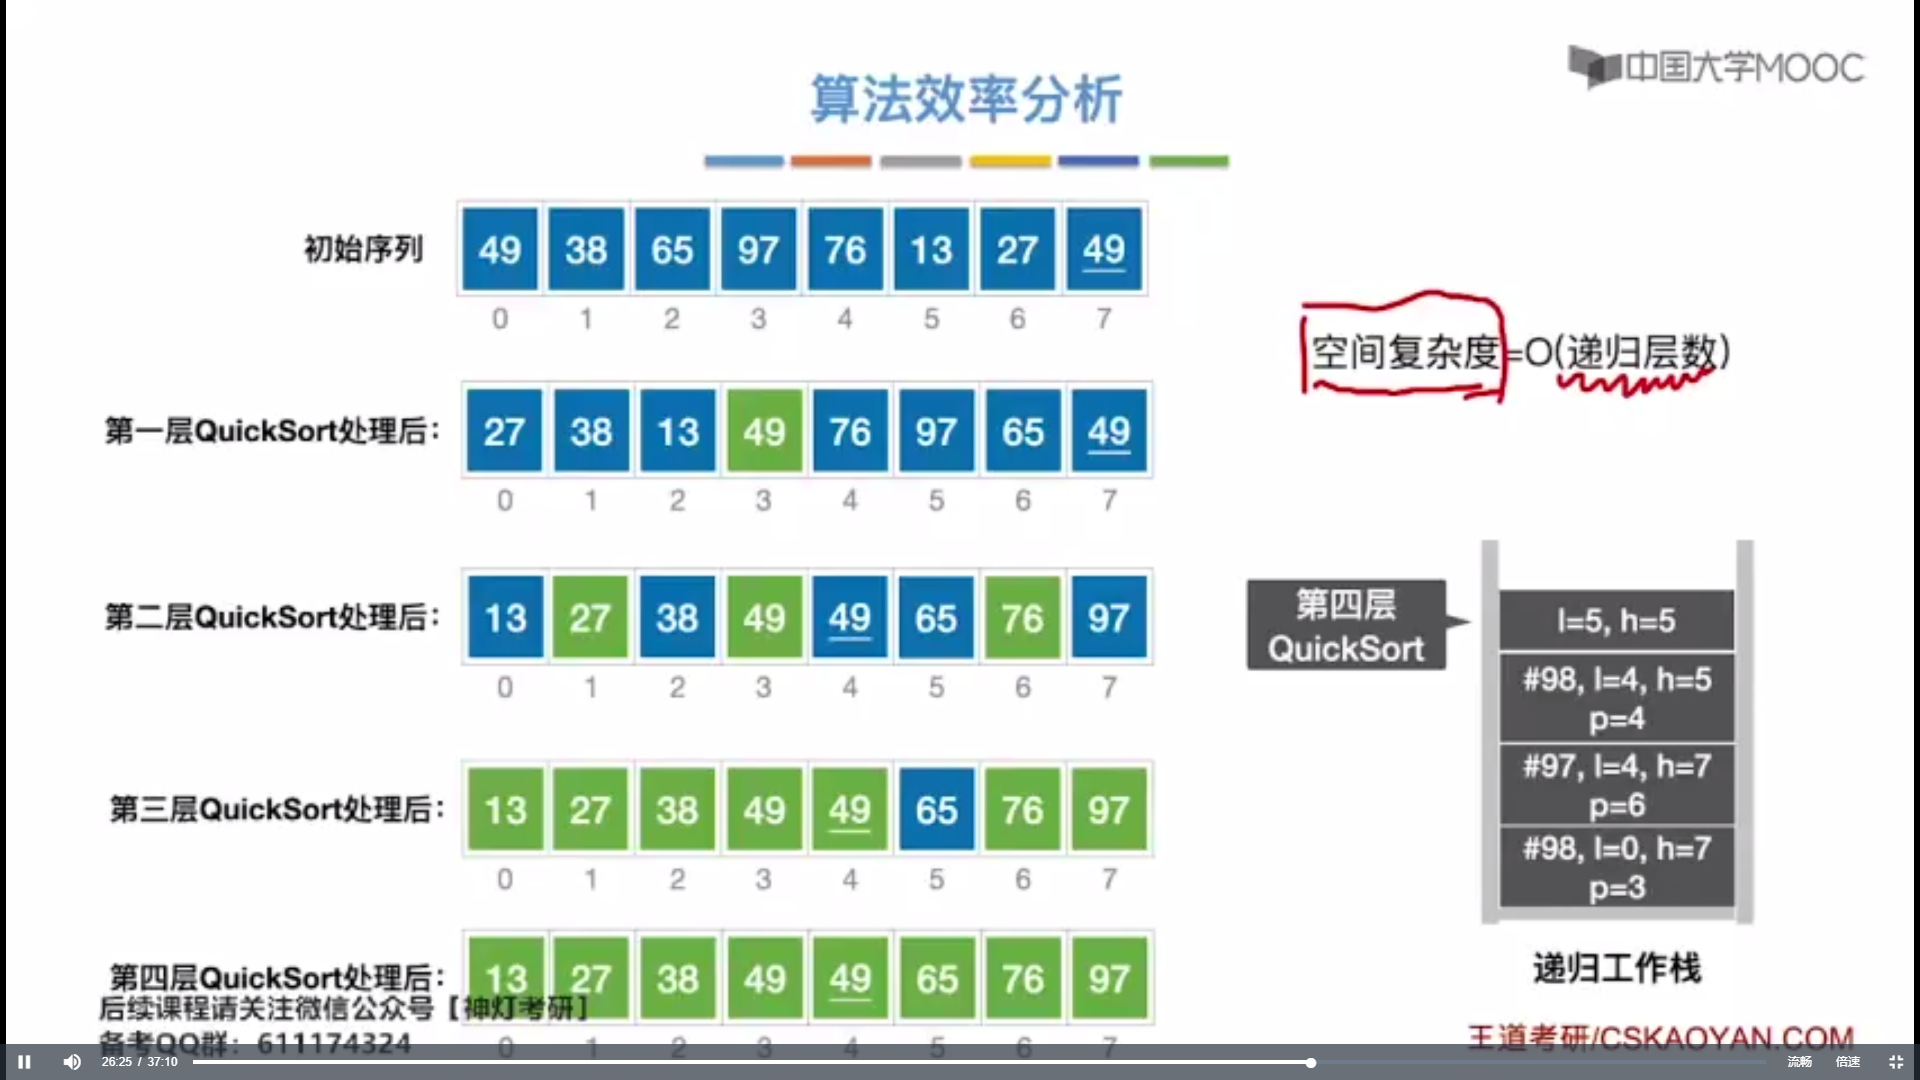 中国大学MOOC
算法效率分析
初始序列 49 38 65 97 76 13 27 49
0 1 2 3 4 5 6 7
空间复杂度=O(递归层数)
第一层QuickSort处理后: 27 38 13 49 76 97 65 49
0 1 2 3 4 5 6 7
第二层QuickSort处理后: 13 27 38 49 49 65 76 97
0 1 2 3 4 5 6 7
第三层QuickSort处理后: 13 27 38 49 49 65 76 97
0 1 2 3 4 5 6 7
第四层QuickSort处理后: 13 27 38 49 49 65 76 97
0 1 2 3 4 5 6 7
第四层
QuickSort
l=5, h=5
#98, l=4, h=5
p=4
#97, l=4, h=7
p=6
#98, l=0, h=7
p=3
递归工作栈
后续课程请关注微信公众号[神灯考研]
备考QQ群: 611174324
王道考研/CSKAOYAN.COM
26:25 / 37:10
流畅 倍速